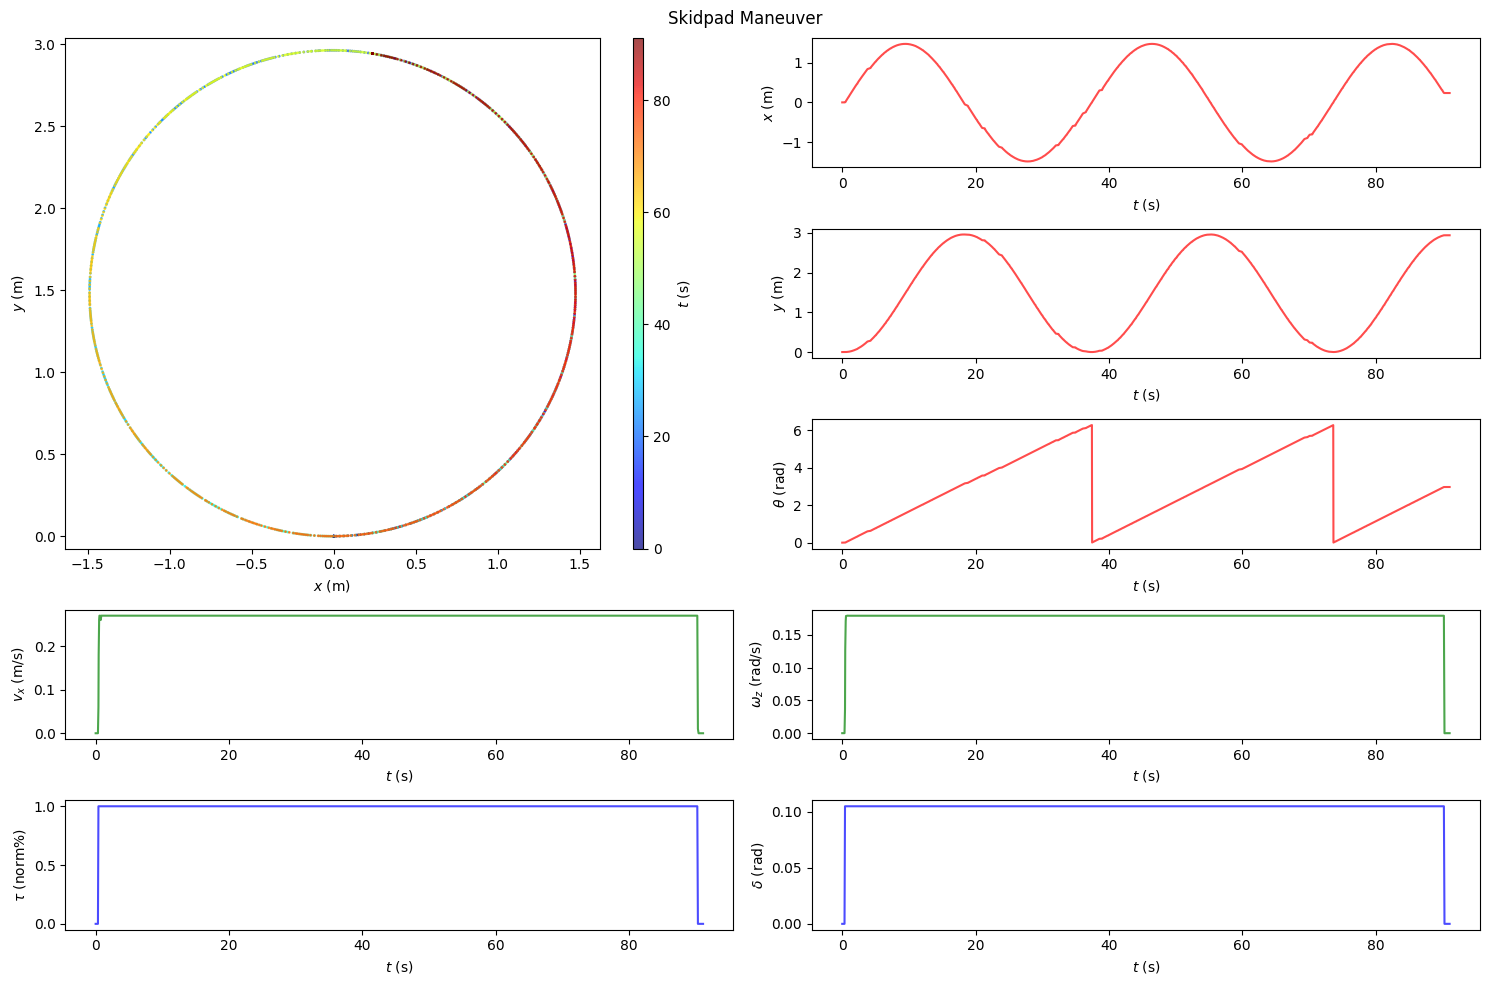 Skidpad Maneuver
3.0
2.5
2.0
1.5
1.0
0.5
0.0
y (m)
−1.5 −1.0 −0.5 0.0 0.5 1.0 1.5
x (m)
80
60
40
20
0
t (s)
1
0
−1
x (m)
0 20 40 60 80
t (s)
3
2
1
0
y (m)
0 20 40 60 80
t (s)
6
4
2
0
θ (rad)
0 20 40 60 80
t (s)
0.2
0.1
0.0
vₓ (m/s)
0 20 40 60 80
t (s)
0.15
0.10
0.05
0.00
ω_z (rad/s)
0 20 40 60 80
t (s)
1.0
0.5
0.0
τ (norm%)
0 20 40 60 80
t (s)
0.10
0.05
0.00
δ (rad)
0 20 40 60 80
t (s)